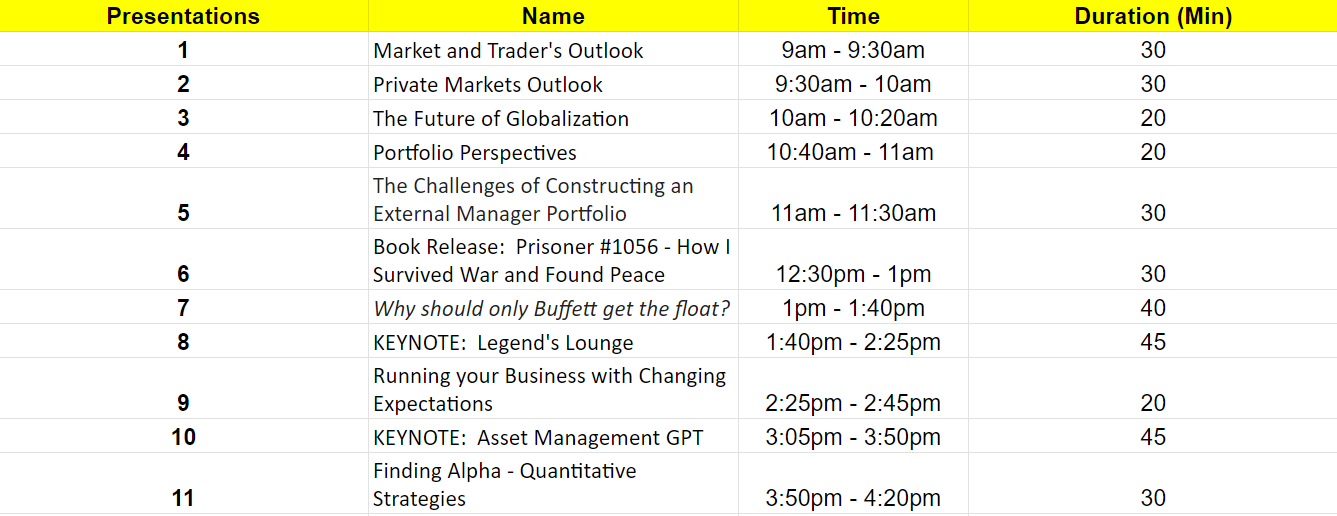 Presentations Name Time Duration (Min)
1 Market and Trader's Outlook 9am - 9:30am 30
2 Private Markets Outlook 9:30am - 10am 30
3 The Future of Globalization 10am - 10:20am 20
4 Portfolio Perspectives 10:40am - 11am 20
The Challenges of Constructing an
5 External Manager Portfolio 11am - 11:30am 30
Book Release:  Prisoner #1056 - How I
6 Survived War and Found Peace 12:30pm - 1pm 30
7 Why should only Buffett get the float? 1pm - 1:40pm 40
8 KEYNOTE:  Legend's Lounge 1:40pm - 2:25pm 45
Running your Business with Changing
9 Expectations 2:25pm - 2:45pm 20
10 KEYNOTE:  Asset Management GPT 3:05pm - 3:50pm 45
Finding Alpha - Quantitative
11 Strategies 3:50pm - 4:20pm 30